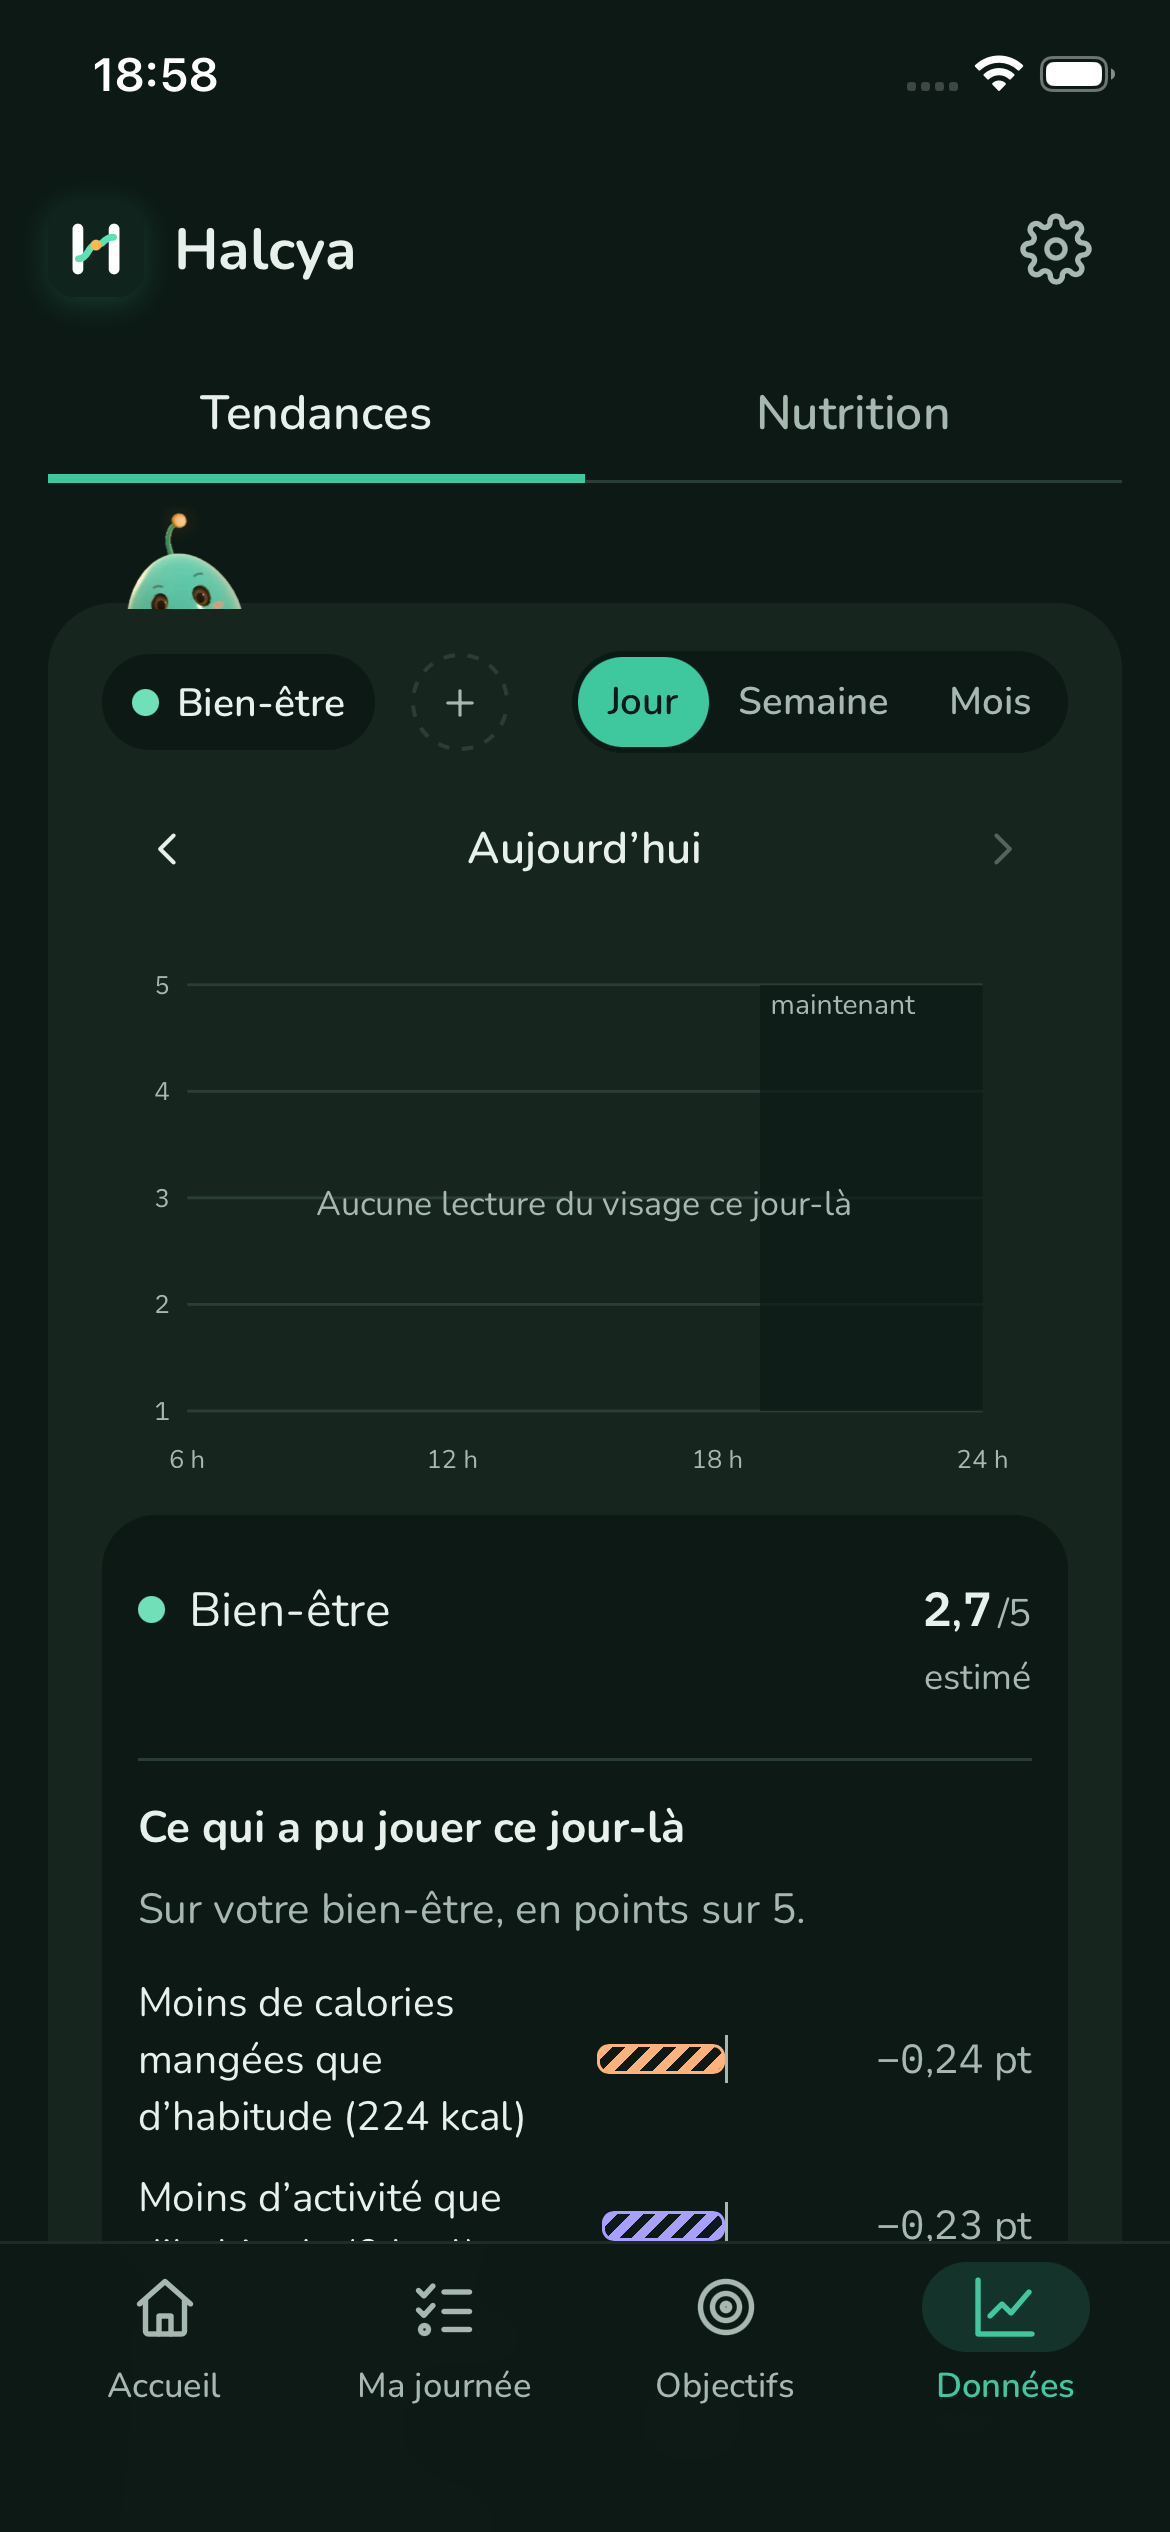 18:58
Halcya
Tendances
Nutrition
Bien-être
+
Jour
Semaine
Mois
Aujourd’hui
5
maintenant
4
3
Aucune lecture du visage ce jour-là
2
1
6 h
12 h
18 h
24 h
Bien-être
2,7/5
estimé
Ce qui a pu jouer ce jour-là
Sur votre bien-être, en points sur 5.
Moins de calories
mangées que
d’habitude (224 kcal)
−0,24 pt
Moins d’activité que
−0,23 pt
Accueil
Ma journée
Objectifs
Données